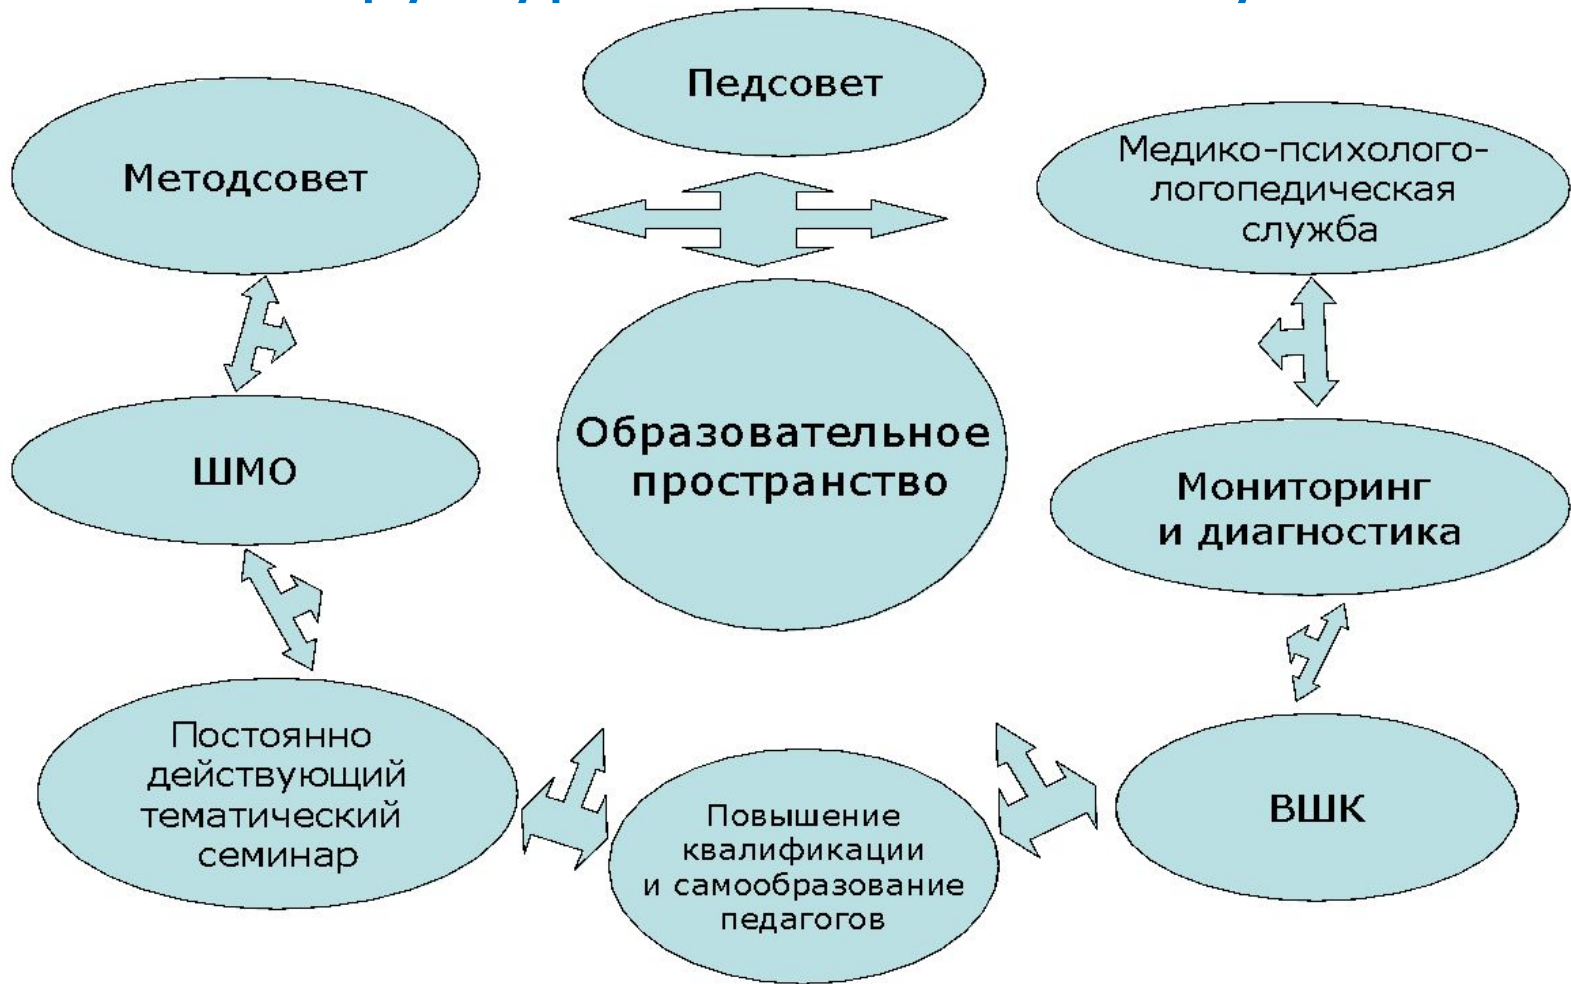 Педсовет
Методсовет
Медико-психолого-
логопедическая
служба
Образовательное
пространство
ШМО
Мониторинг
и диагностика
Постоянно
действующий
тематический
семинар
Повышение
квалификации
и самообразование
педагогов
ВШК